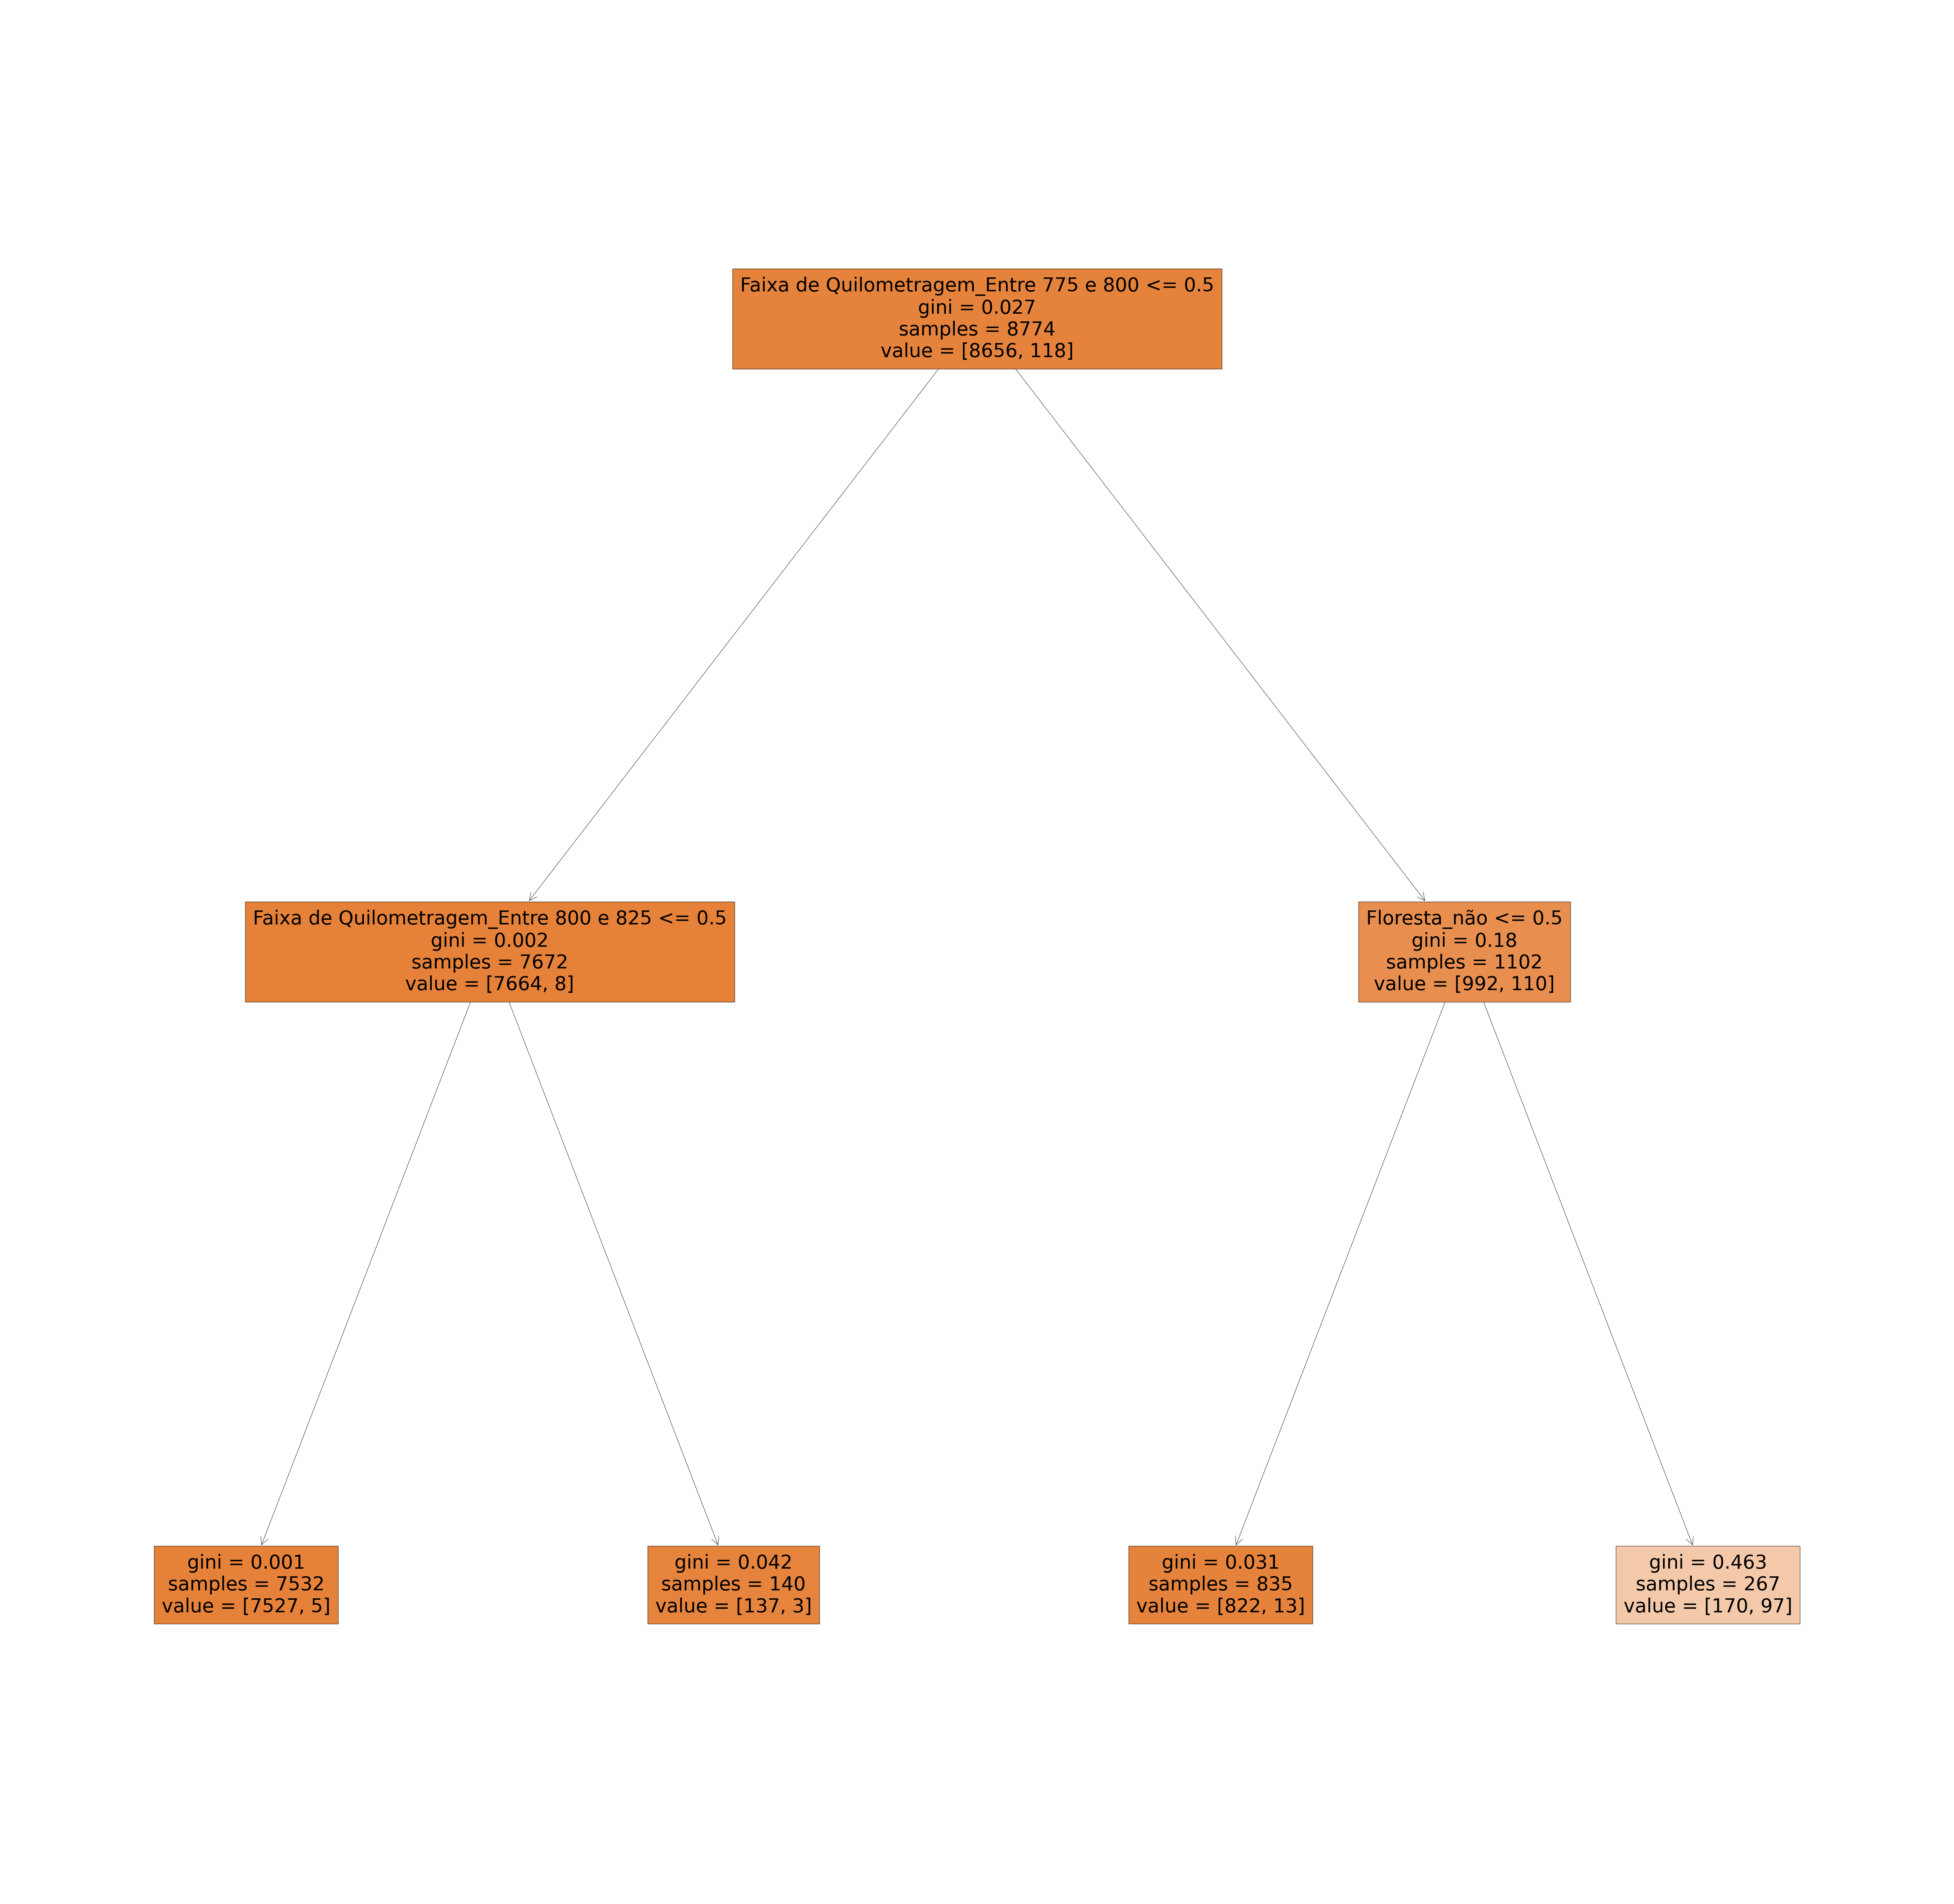 Faixa de Quilometragem_Entre 775 e 800 <= 0.5
gini = 0.027
samples = 8774
value = [8656, 118]
Faixa de Quilometragem_Entre 800 e 825 <= 0.5
gini = 0.002
samples = 7672
value = [7664, 8]
Floresta_não <= 0.5
gini = 0.18
samples = 1102
value = [992, 110]
gini = 0.001
samples = 7532
value = [7527, 5]
gini = 0.042
samples = 140
value = [137, 3]
gini = 0.031
samples = 835
value = [822, 13]
gini = 0.463
samples = 267
value = [170, 97]